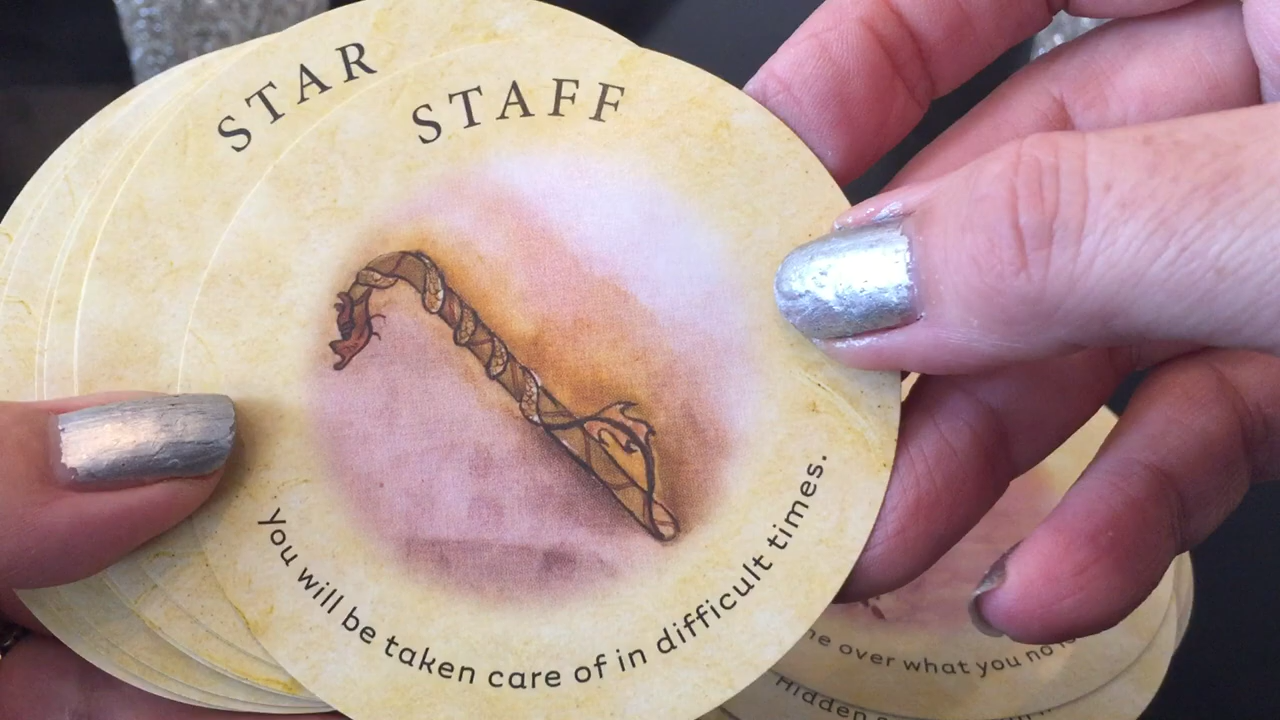 STAR
STAFF
You will be taken care of in difficult times.
over what you no
Hidden